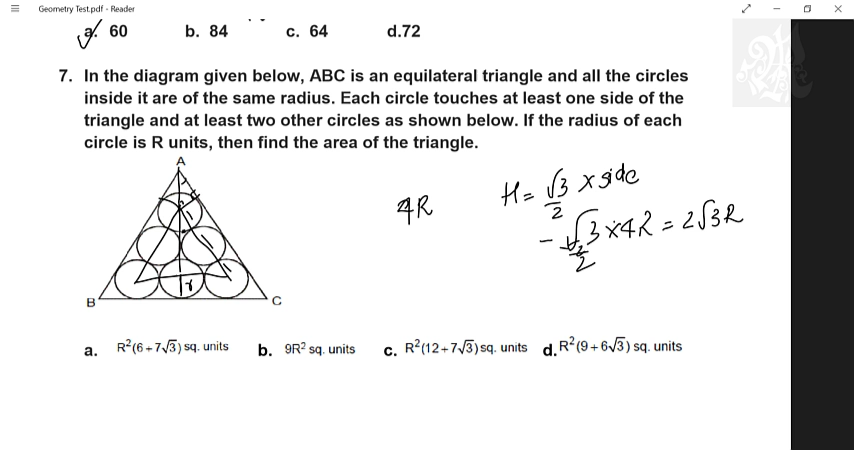 Geometry Test.pdf - Reader
a. 60 b. 84 c. 64 d.72
7. In the diagram given below, ABC is an equilateral triangle and all the circles
inside it are of the same radius. Each circle touches at least one side of the
triangle and at least two other circles as shown below. If the radius of each
circle is R units, then find the area of the triangle.
A
4R
H = √3/2 × side
- √3/2 × 4R = 2√3R
r
B C
a. R²(6+7√3) sq. units b. 9R² sq. units c. R²(12+7√3) sq. units d. R²(9+6√3) sq. units